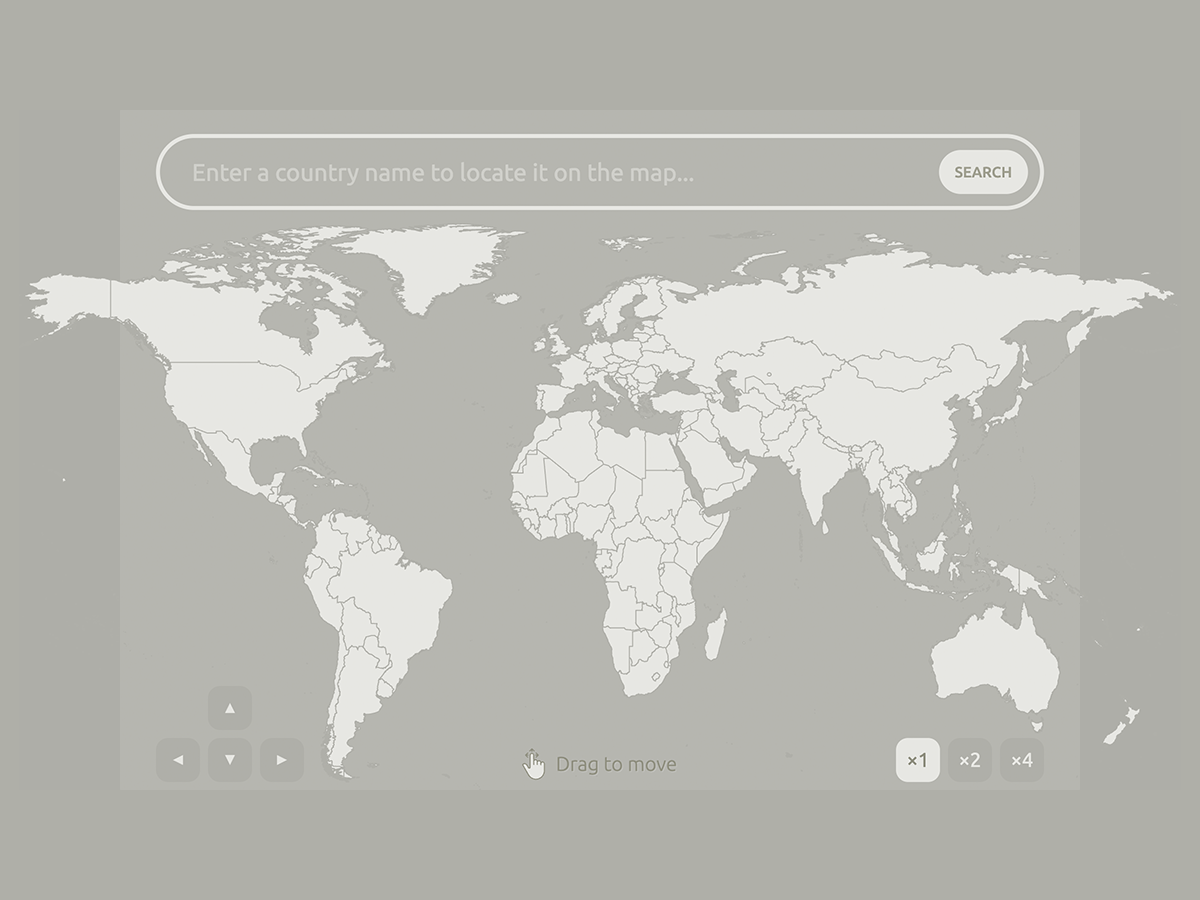 Enter a country name to locate it on the map...
SEARCH
Drag to move
×1
×2
×4